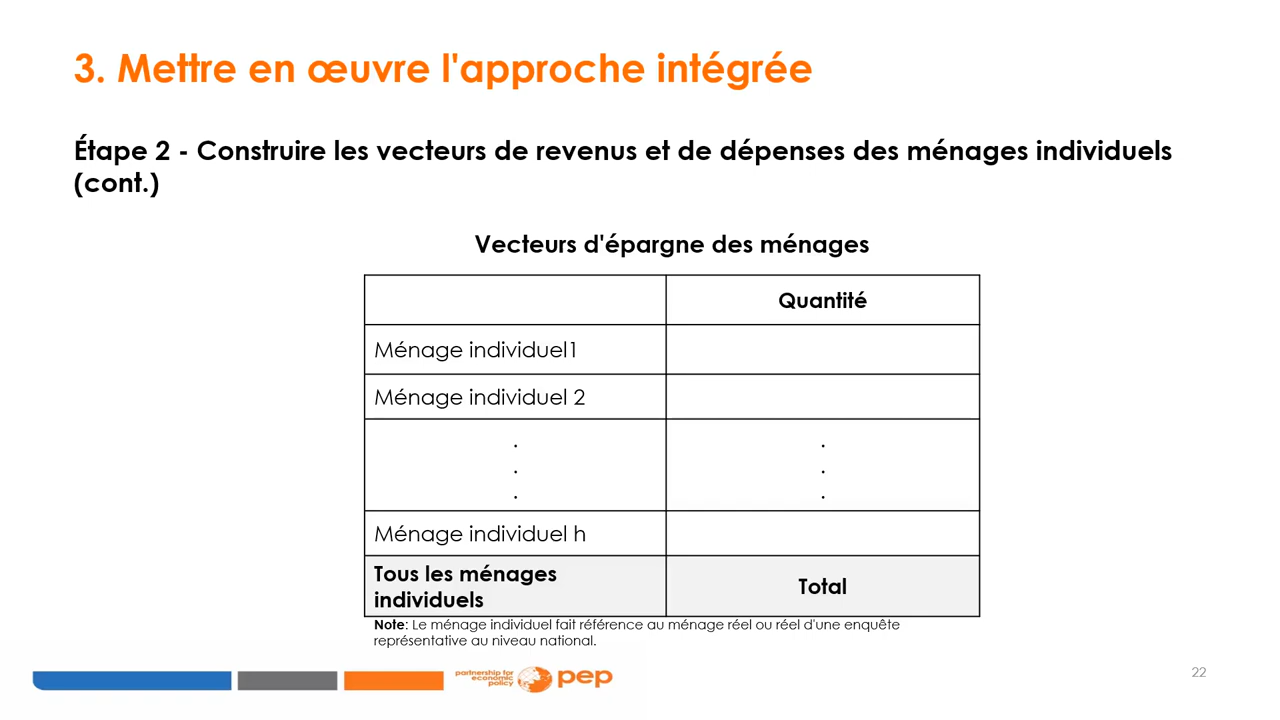 3. Mettre en œuvre l'approche intégrée
Étape 2 - Construire les vecteurs de revenus et de dépenses des ménages individuels
(cont.)
Vecteurs d'épargne des ménages
Quantité
Ménage individuel1
Ménage individuel 2
. .
. .
. .
Ménage individuel h
Tous les ménages
individuels
Total
Note: Le ménage individuel fait référence au ménage réel ou réel d'une enquête
représentative au niveau national.
partnership for
economic
policy
pep
22